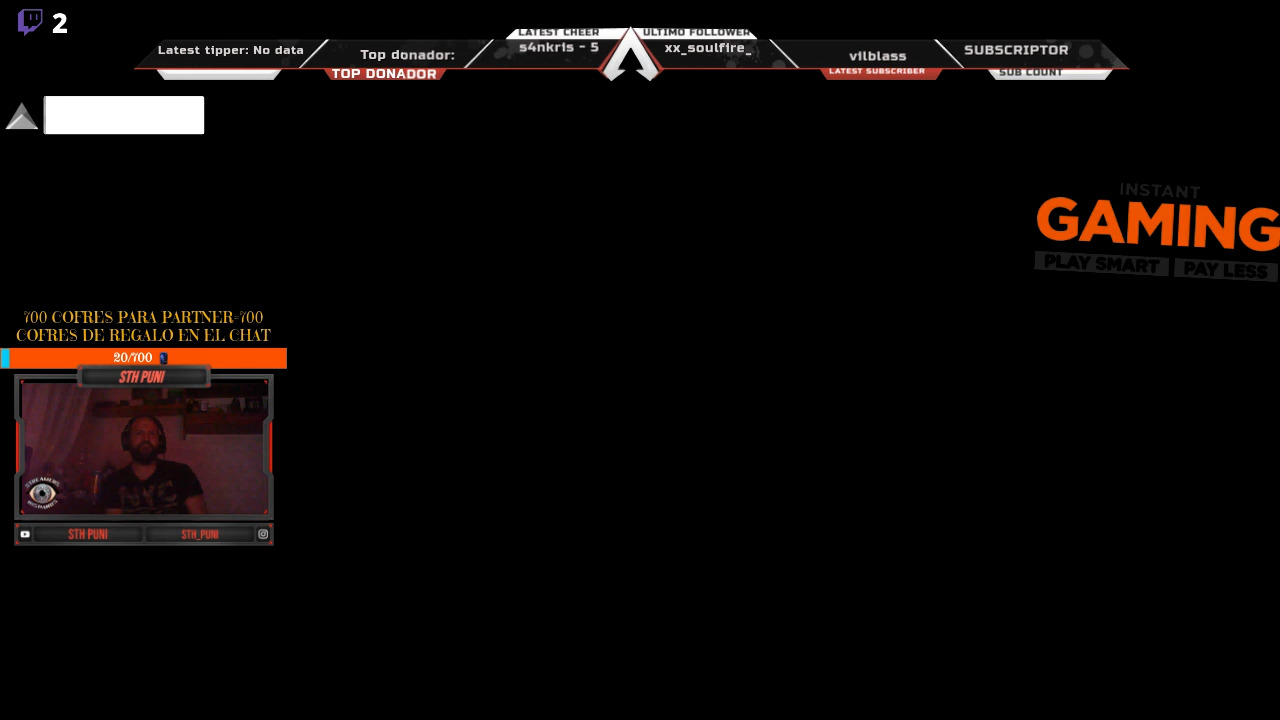 2
LATEST CHEER
ULTIMO FOLLOWER
Latest tipper: No data
Top donador:
s4nkris - 5
xx_soulfire_
vilblass
SUBSCRIPTOR
TOP DONADOR
LATEST SUBSCRIBER
SUB COUNT
INSTANT
GAMING
PLAY SMART PAY LESS
700 COFRES PARA PARTNER=700
COFRES DE REGALO EN EL CHAT
20/700
STH PUNI
STREAMERS
HISPANOS
STH PUNI
STH_PUNI